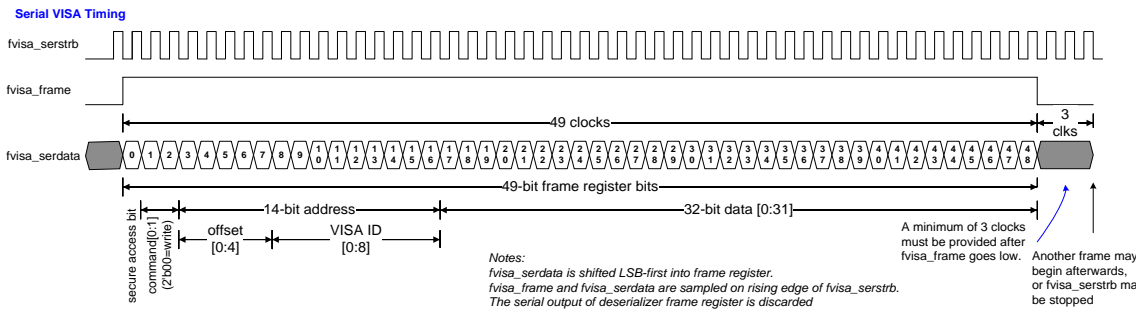 Serial VISA Timing
fvisa_serstrb
fvisa_frame
49 clocks
3
clks
fvisa_serdata
0 1 2 3 4 5 6 7 8 9 10 11 12 13 14 15 16 17 18 19 20 21 22 23 24 25 26 27 28 29 30 31 32 33 34 35 36 37 38 39 40 41 42 43 44 45 46 47 48
49-bit frame register bits
secure access bit
command[0:1]
(2'b00=write)
14-bit address
32-bit data [0:31]
offset
[0:4]
VISA ID
[0:8]
A minimum of 3 clocks
must be provided after
fvisa_frame goes low.
Another frame may
begin afterwards,
or fvisa_serstrb ma
be stopped
Notes:
fvisa_serdata is shifted LSB-first into frame register.
fvisa_frame and fvisa_serdata are sampled on rising edge of fvisa_serstrb.
The serial output of deserializer frame register is discarded